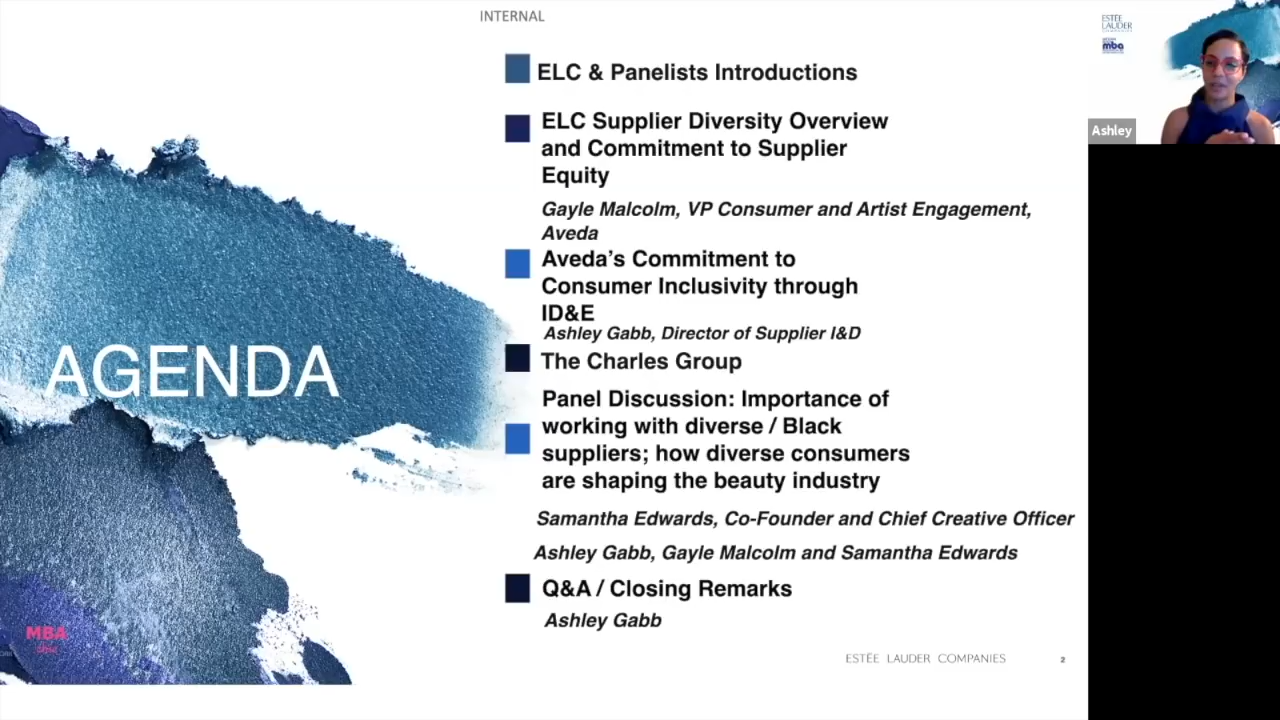 INTERNAL
ELC & Panelists Introductions
ELC Supplier Diversity Overview
and Commitment to Supplier
Equity
Gayle Malcolm, VP Consumer and Artist Engagement,
Aveda
Aveda's Commitment to
Consumer Inclusivity through
ID&E
Ashley Gabb, Director of Supplier I&D
The Charles Group
Panel Discussion: Importance of
working with diverse / Black
suppliers; how diverse consumers
are shaping the beauty industry
Samantha Edwards, Co-Founder and Chief Creative Officer
Ashley Gabb, Gayle Malcolm and Samantha Edwards
Q&A / Closing Remarks
Ashley Gabb
AGENDA
MBA
ESTĒE LAUDER COMPANIES
2
ESTĒE
LAUDER
COMPANIES
mba
Ashley